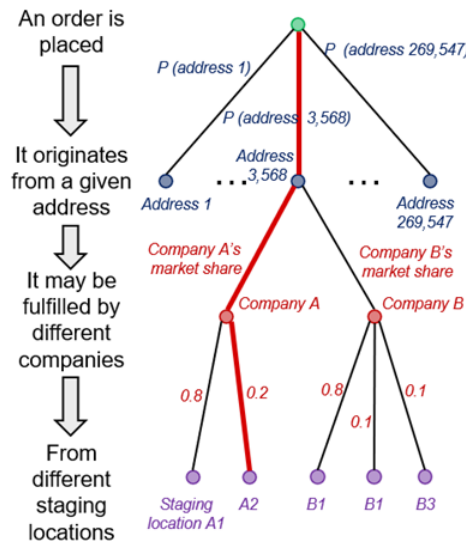 An order is
placed
It originates
from a given
address
It may be
fulfilled by
different
companies
From
different
staging
locations
P (address 1)
P (address 269,547)
P (address 3,568)
Address
3,568
Address 1
...
...
Address
269,547
Company A's
market share
Company B's
market share
Company A
Company B
0.8
0.2
0.8
0.1
0.1
Staging
location A1
A2
B1
B1
B3